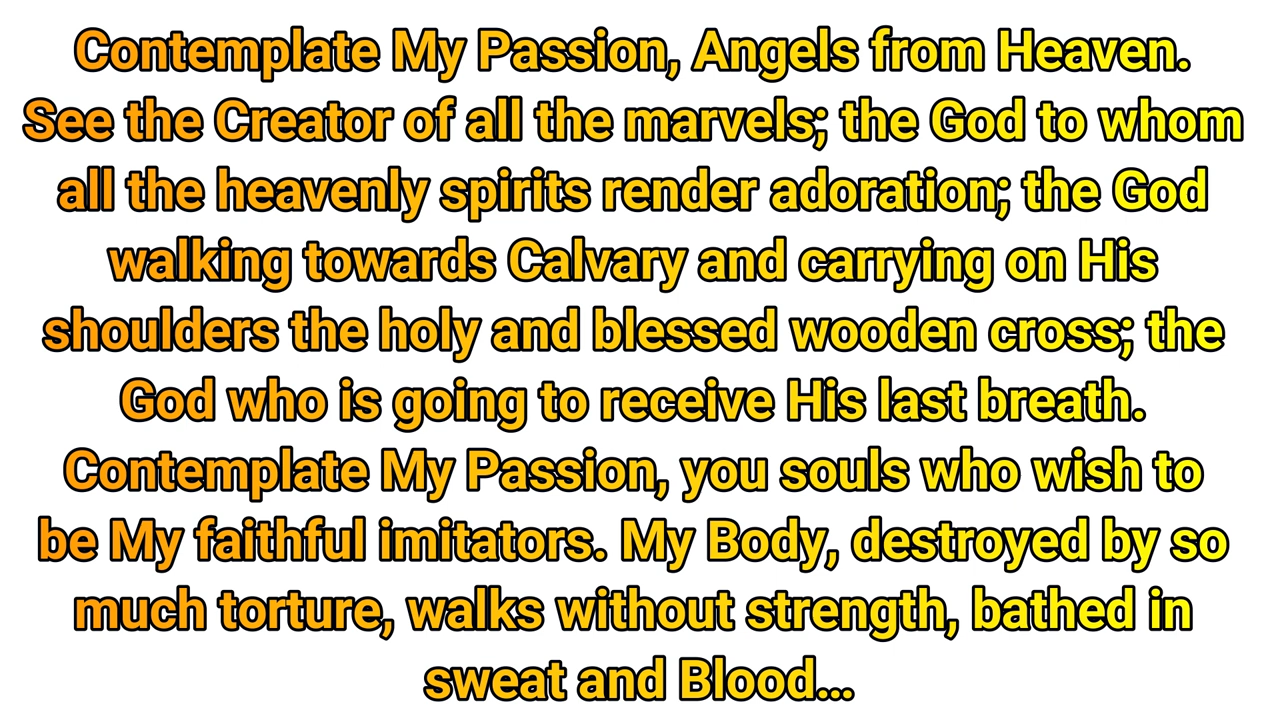 Contemplate My Passion, Angels from Heaven.
See the Creator of all the marvels; the God to whom
all the heavenly spirits render adoration; the God
walking towards Calvary and carrying on His
shoulders the holy and blessed wooden cross; the
God who is going to receive His last breath.
Contemplate My Passion, you souls who wish to
be My faithful imitators. My Body, destroyed by so
much torture, walks without strength, bathed in
sweat and Blood...